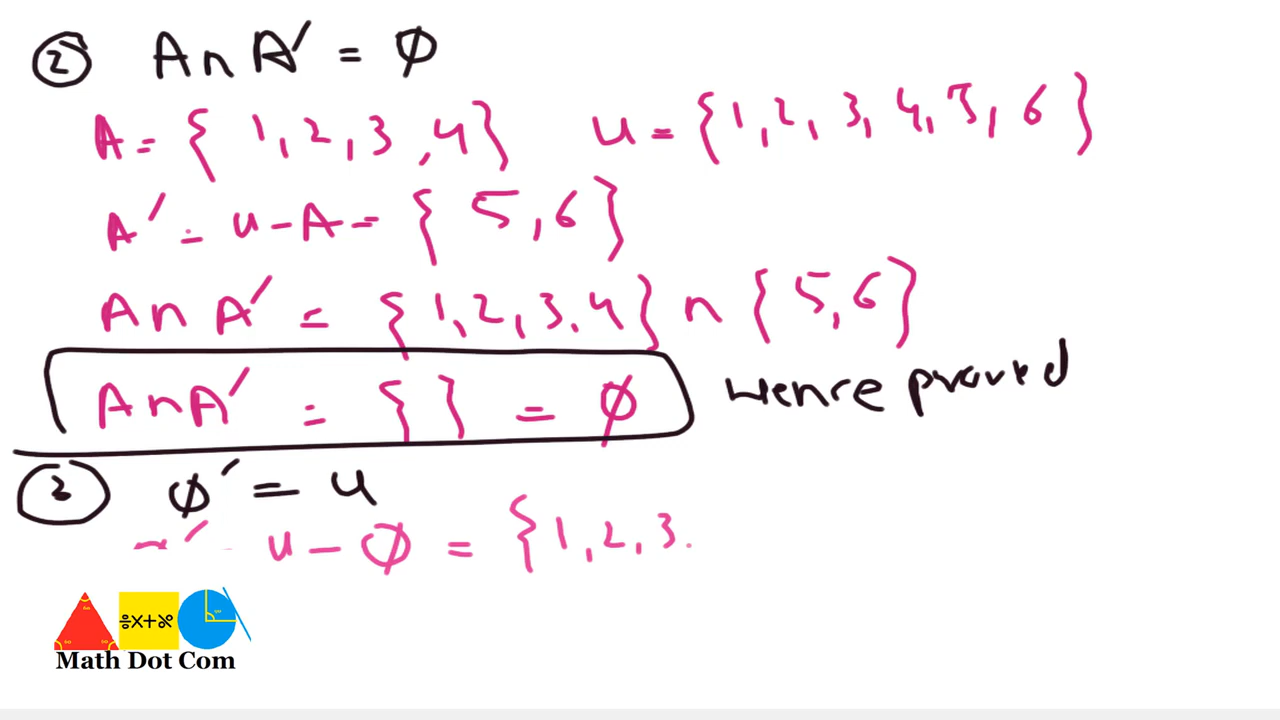 ② A ∩ A′ = ∅
A = { 1, 2, 3, 4} u = {1, 2, 3, 4, 5, 6 }
A′ = u - A = { 5, 6 }
A ∩ A′ = { 1, 2, 3, 4 } ∩ { 5, 6 }
A ∩ A′ = { } = ∅ Hence proved
③ ∅′ = u
u - ∅ = { 1, 2, 3
÷x+%
Math Dot Com